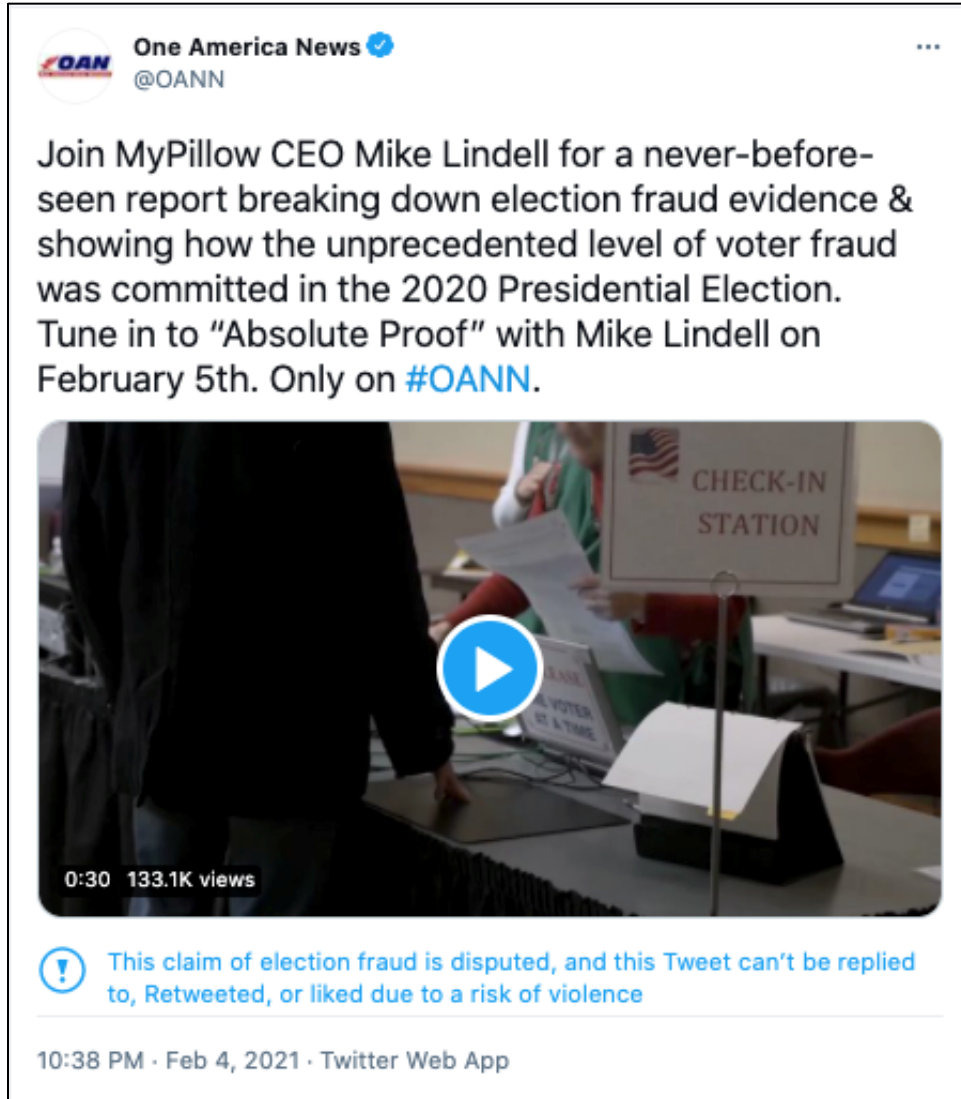 OAN
One America News
@OANN
Join MyPillow CEO Mike Lindell for a never-before-
seen report breaking down election fraud evidence &
showing how the unprecedented level of voter fraud
was committed in the 2020 Presidential Election.
Tune in to “Absolute Proof” with Mike Lindell on
February 5th. Only on #OANN.
CHECK-IN
STATION
VOTER
AT A TIME
0:30 133.1K views
This claim of election fraud is disputed, and this Tweet can’t be replied
to, Retweeted, or liked due to a risk of violence
10:38 PM · Feb 4, 2021 · Twitter Web App